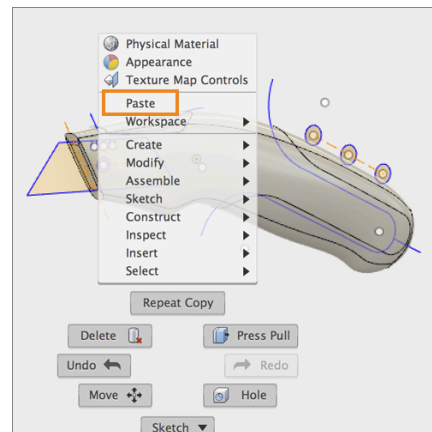 Physical Material
Appearance
Texture Map Controls
Paste
Workspace
Create
Modify
Assemble
Sketch
Construct
Inspect
Insert
Select
Repeat Copy
Delete
Press Pull
Undo
Redo
Move
Hole
Sketch